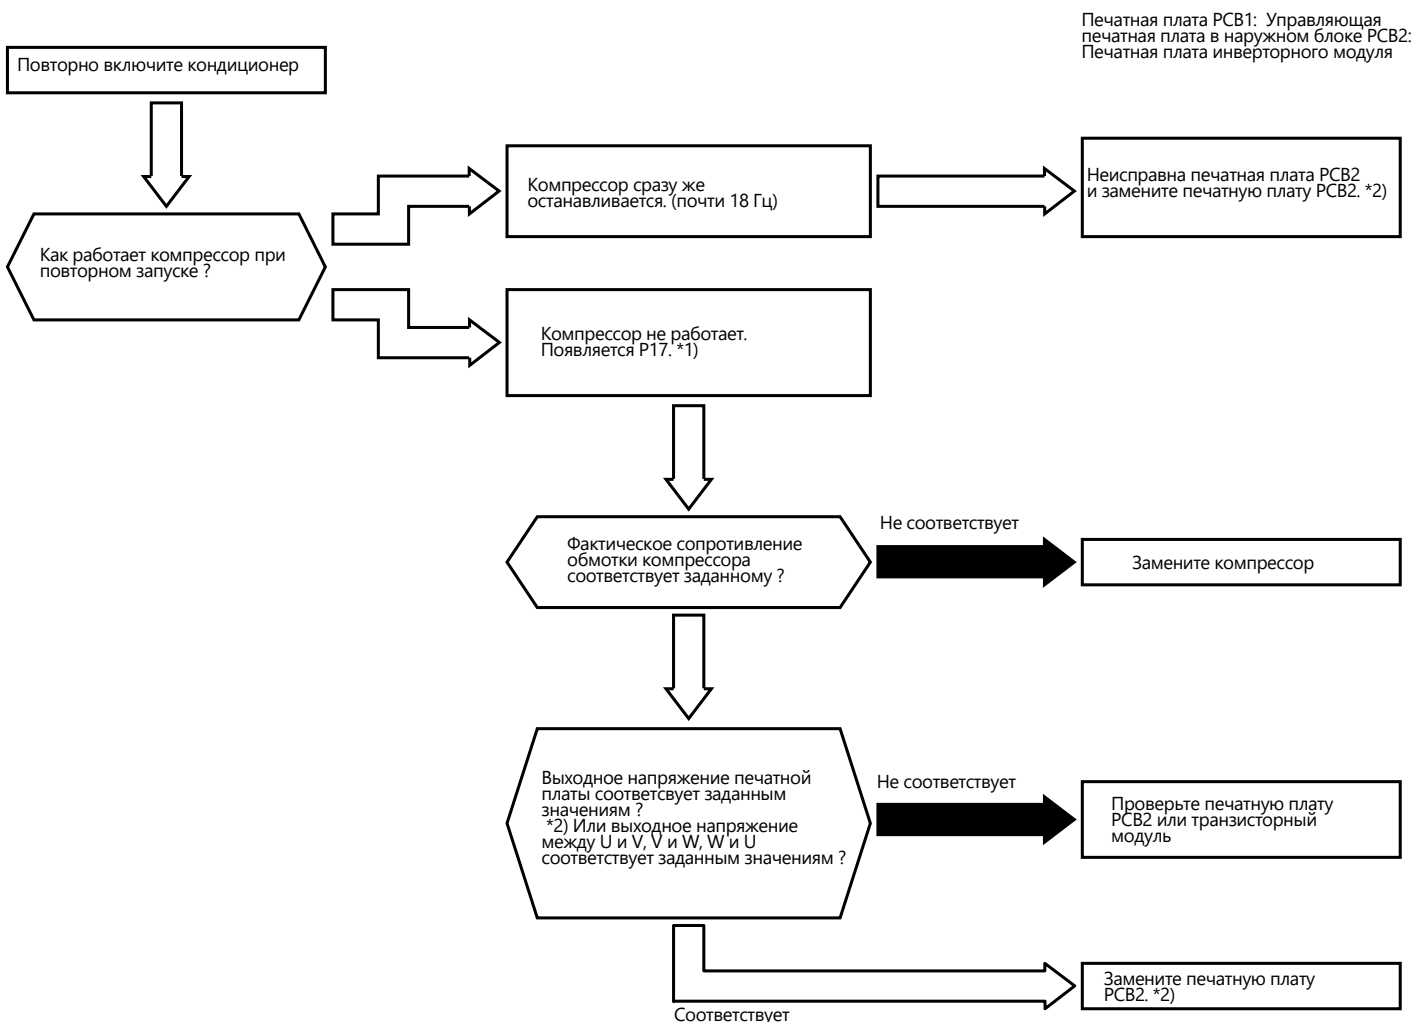 Печатная плата PCB1: Управляющая
печатная плата в наружном блоке PCB2:
Печатная плата инверторного модуля
Повторно включите кондиционер
Компрессор сразу же
останавливается. (почти 18 Гц)
Неисправна печатная плата PCB2
и замените печатную плату PCB2. *2)
Как работает компрессор при
повторном запуске ?
Компрессор не работает.
Появляется P17. *1)
Фактическое сопротивление
обмотки компрессора
соответствует заданному ?
Не соответствует
Замените компрессор
Выходное напряжение печатной
платы соответсвует заданным
значениям ?
*2) Или выходное напряжение
между U и V, V и W, W и U
соответствует заданным значениям ?
Не соответствует
Проверьте печатную плату
PCB2 или транзисторный
модуль
Соответствует
Замените печатную плату
PCB2. *2)